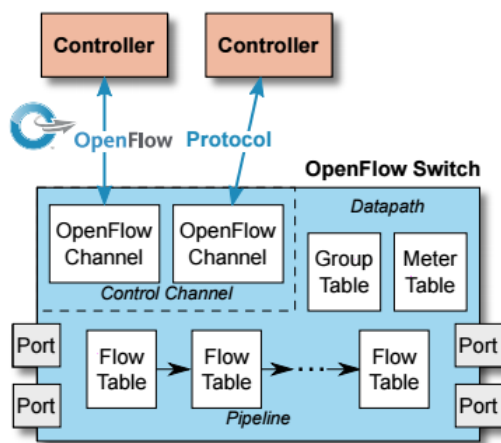 Controller Controller
OpenFlow Protocol
OpenFlow Switch
Datapath
OpenFlow OpenFlow
Channel Channel
Control Channel
Group Meter
Table Table
Port Port
Flow Flow ... Flow
Table Table Table
Port Port
Pipeline